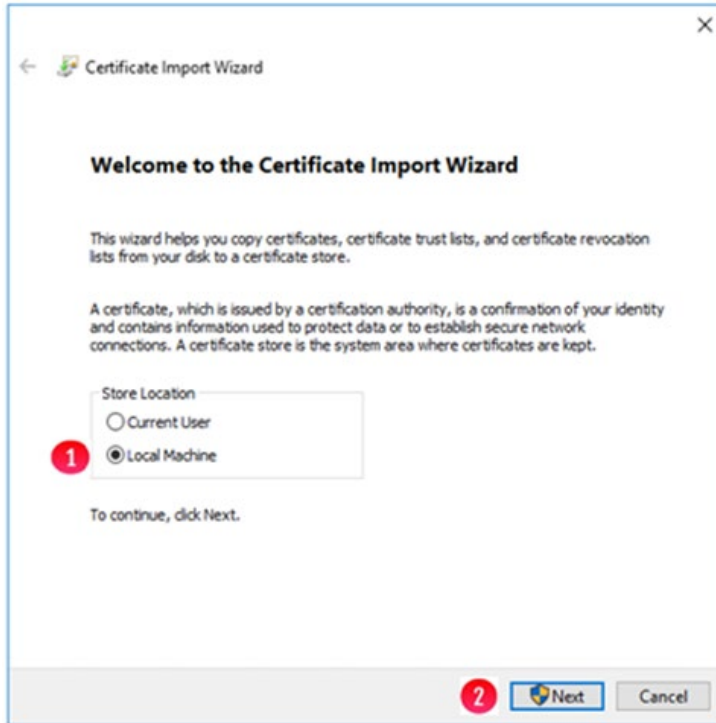 Certificate Import Wizard
Welcome to the Certificate Import Wizard
This wizard helps you copy certificates, certificate trust lists, and certificate revocation
lists from your disk to a certificate store.
A certificate, which is issued by a certification authority, is a confirmation of your identity
and contains information used to protect data or to establish secure network
connections. A certificate store is the system area where certificates are kept.
Store Location
Current User
1 Local Machine
To continue, click Next.
2 Next Cancel